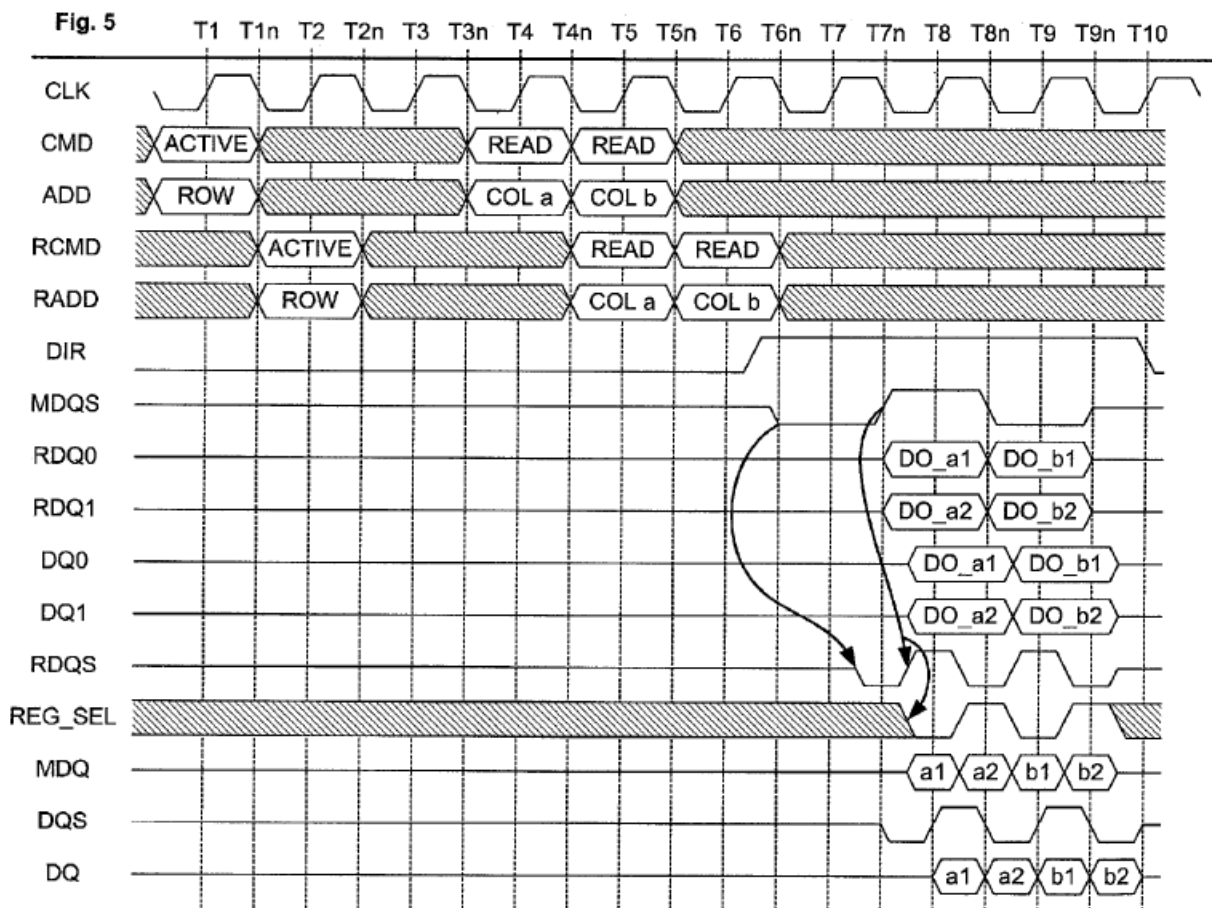 Fig. 5
T1 T1n T2 T2n T3 T3n T4 T4n T5 T5n T6 T6n T7 T7n T8 T8n T9 T9n T10
CLK
CMD ACTIVE READ READ
ADD ROW COL a COL b
RCMD ACTIVE READ READ
RADD ROW COL a COL b
DIR
MDQS
RDQ0 DO_a1 DO_b1
RDQ1 DO_a2 DO_b2
DQ0 DO_a1 DO_b1
DQ1 DO_a2 DO_b2
RDQS
REG_SEL
MDQ a1 a2 b1 b2
DQS
DQ a1 a2 b1 b2